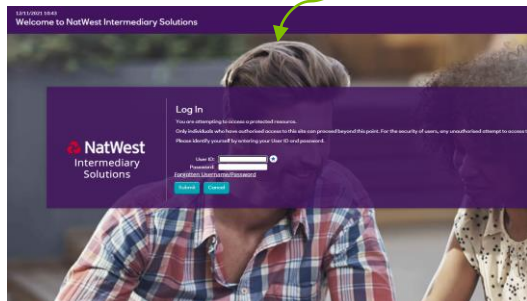 12/11/2021 10:43
Welcome to NatWest Intermediary Solutions
Log In
You are attempting to access a protected resource.
Only individuals who have authorised access to this site can proceed beyond this point. For the security of users, any unauthorised attempt to access
Please identify yourself by entering your User ID and password.
NatWest
Intermediary
Solutions
User ID:
Password:
Forgotten Username/Password
Submit Cancel